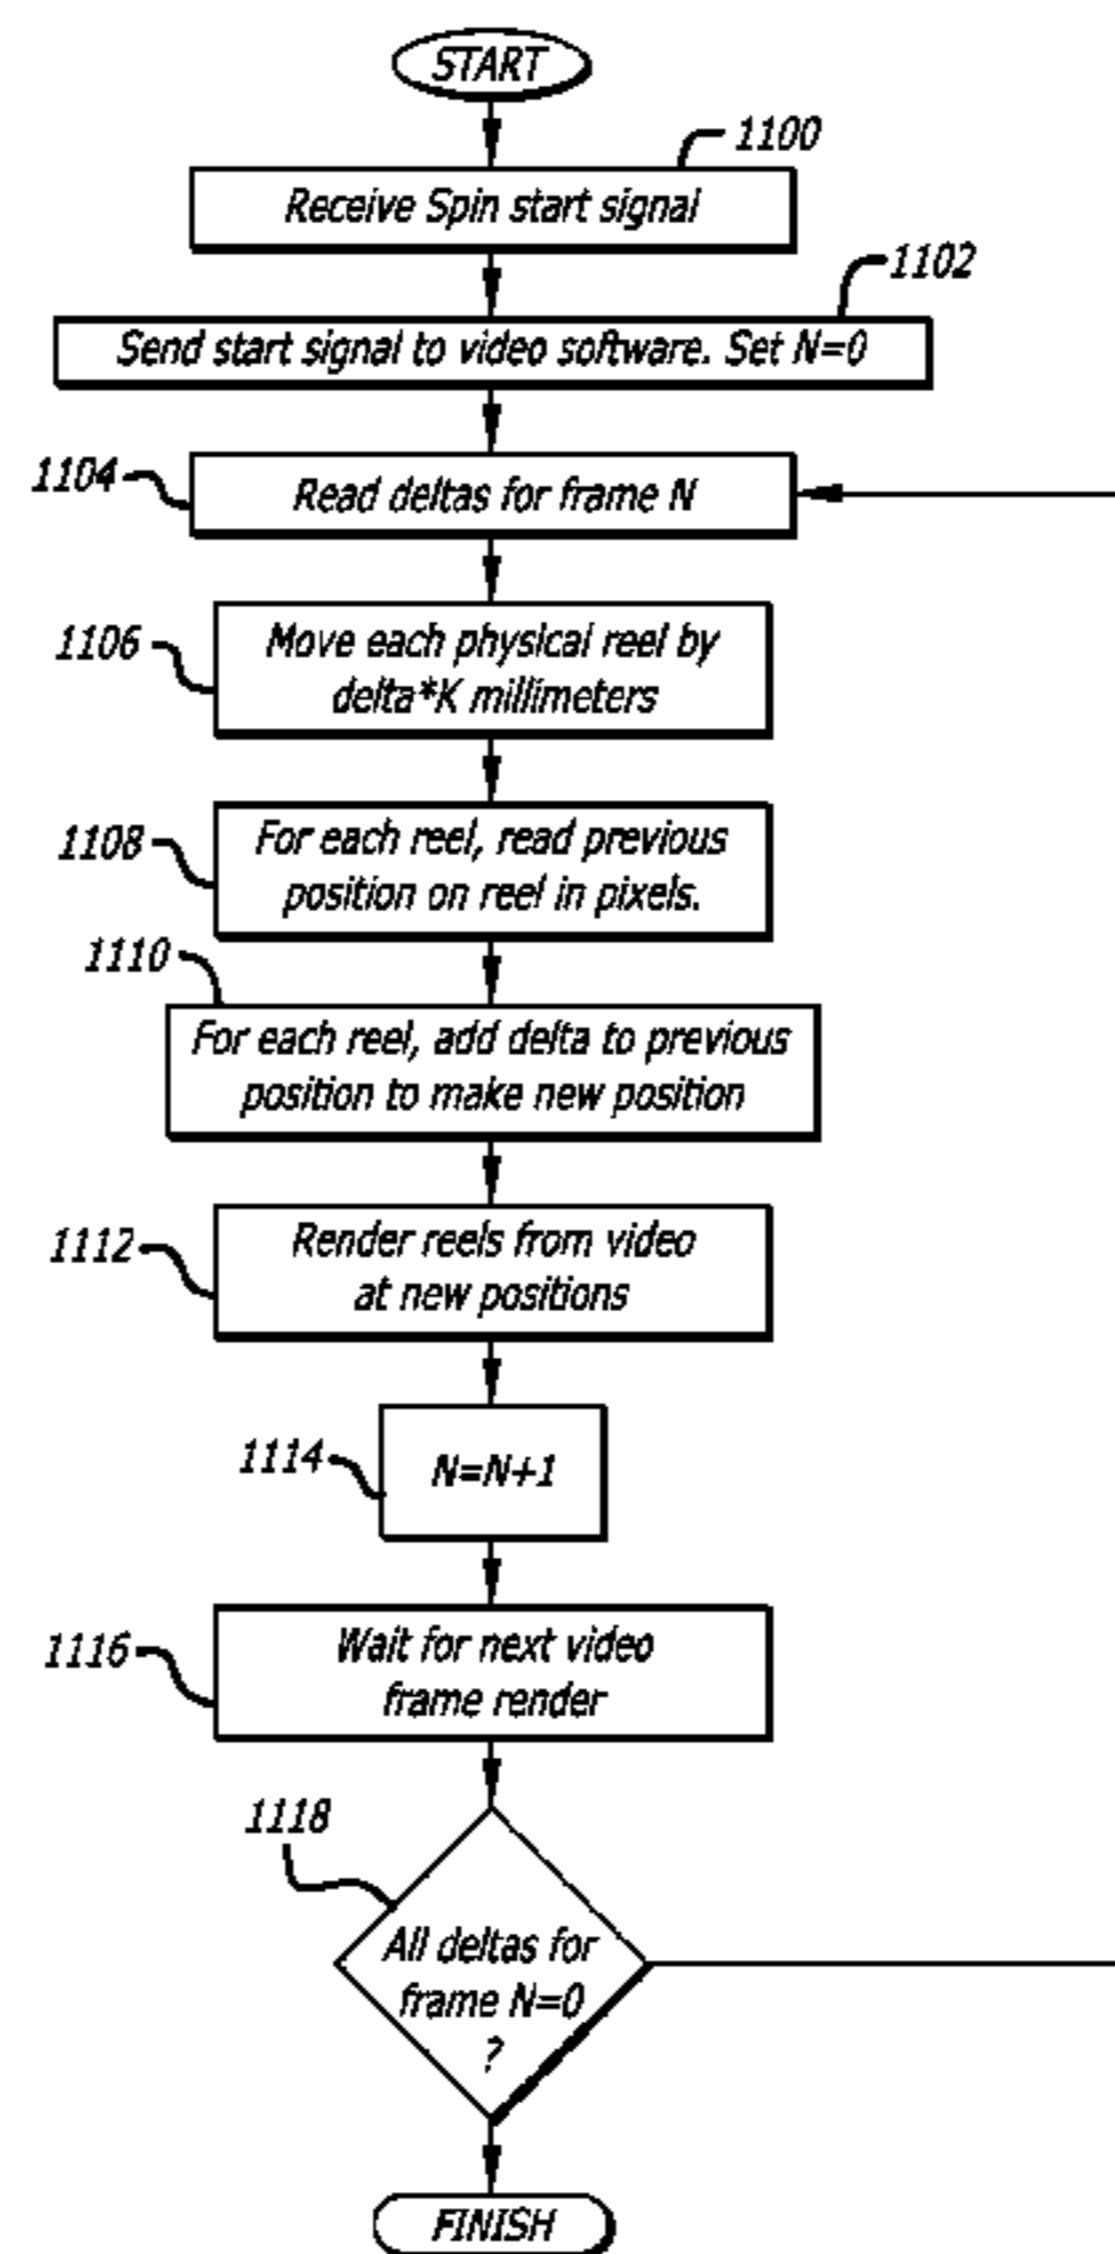 START
1100
Receive Spin start signal
1102
Send start signal to video software. Set N=0
1104
Read deltas for frame N
1106
Move each physical reel by
delta*K millimeters
1108
For each reel, read previous
position on reel in pixels.
1110
For each reel, add delta to previous
position to make new position
1112
Render reels from video
at new positions
1114
N=N+1
1116
Wait for next video
frame render
1118
All deltas for
frame N=0
?
FINISH